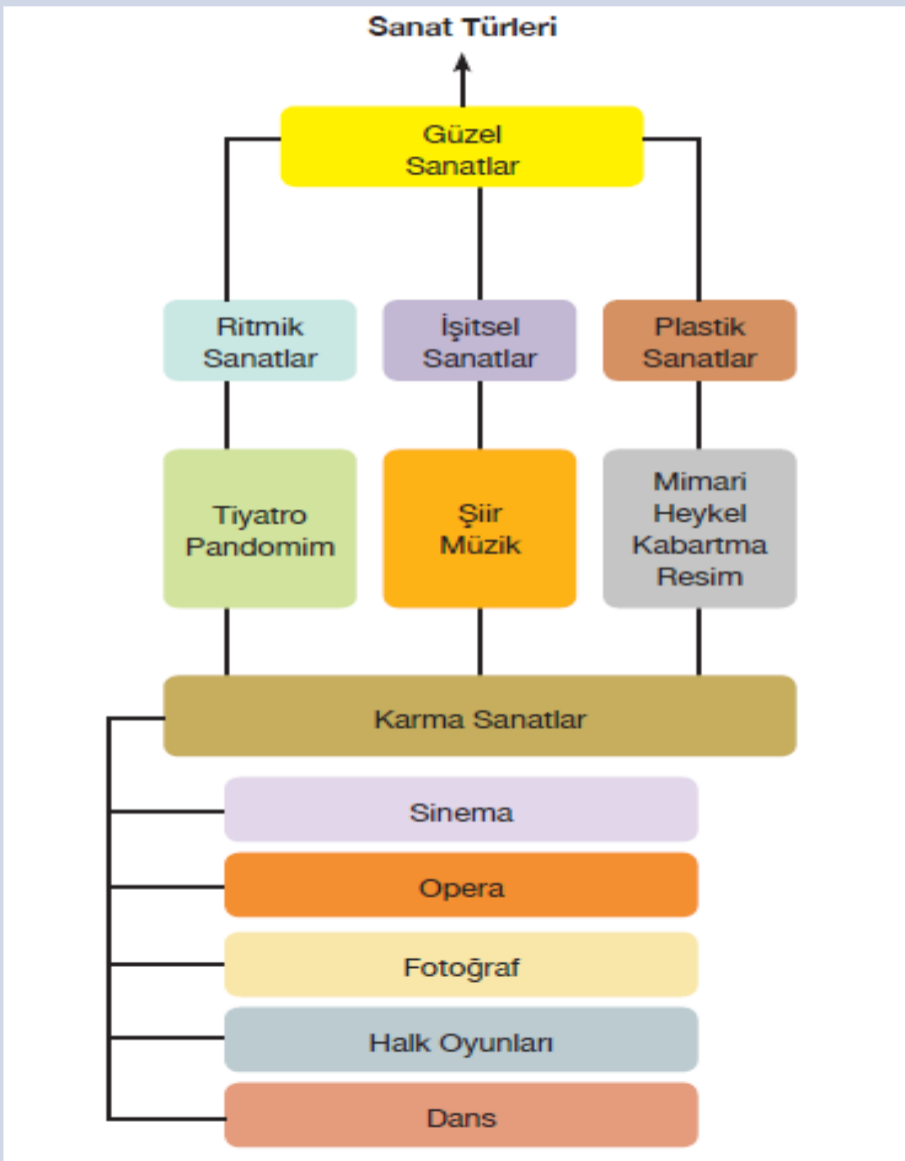 Sanat Türleri
Güzel
Sanatlar
Ritmik
Sanatlar
İşitsel
Sanatlar
Plastik
Sanatlar
Tiyatro
Pandomim
Şiir
Müzik
Mimari
Heykel
Kabartma
Resim
Karma Sanatlar
Sinema
Opera
Fotoğraf
Halk Oyunları
Dans